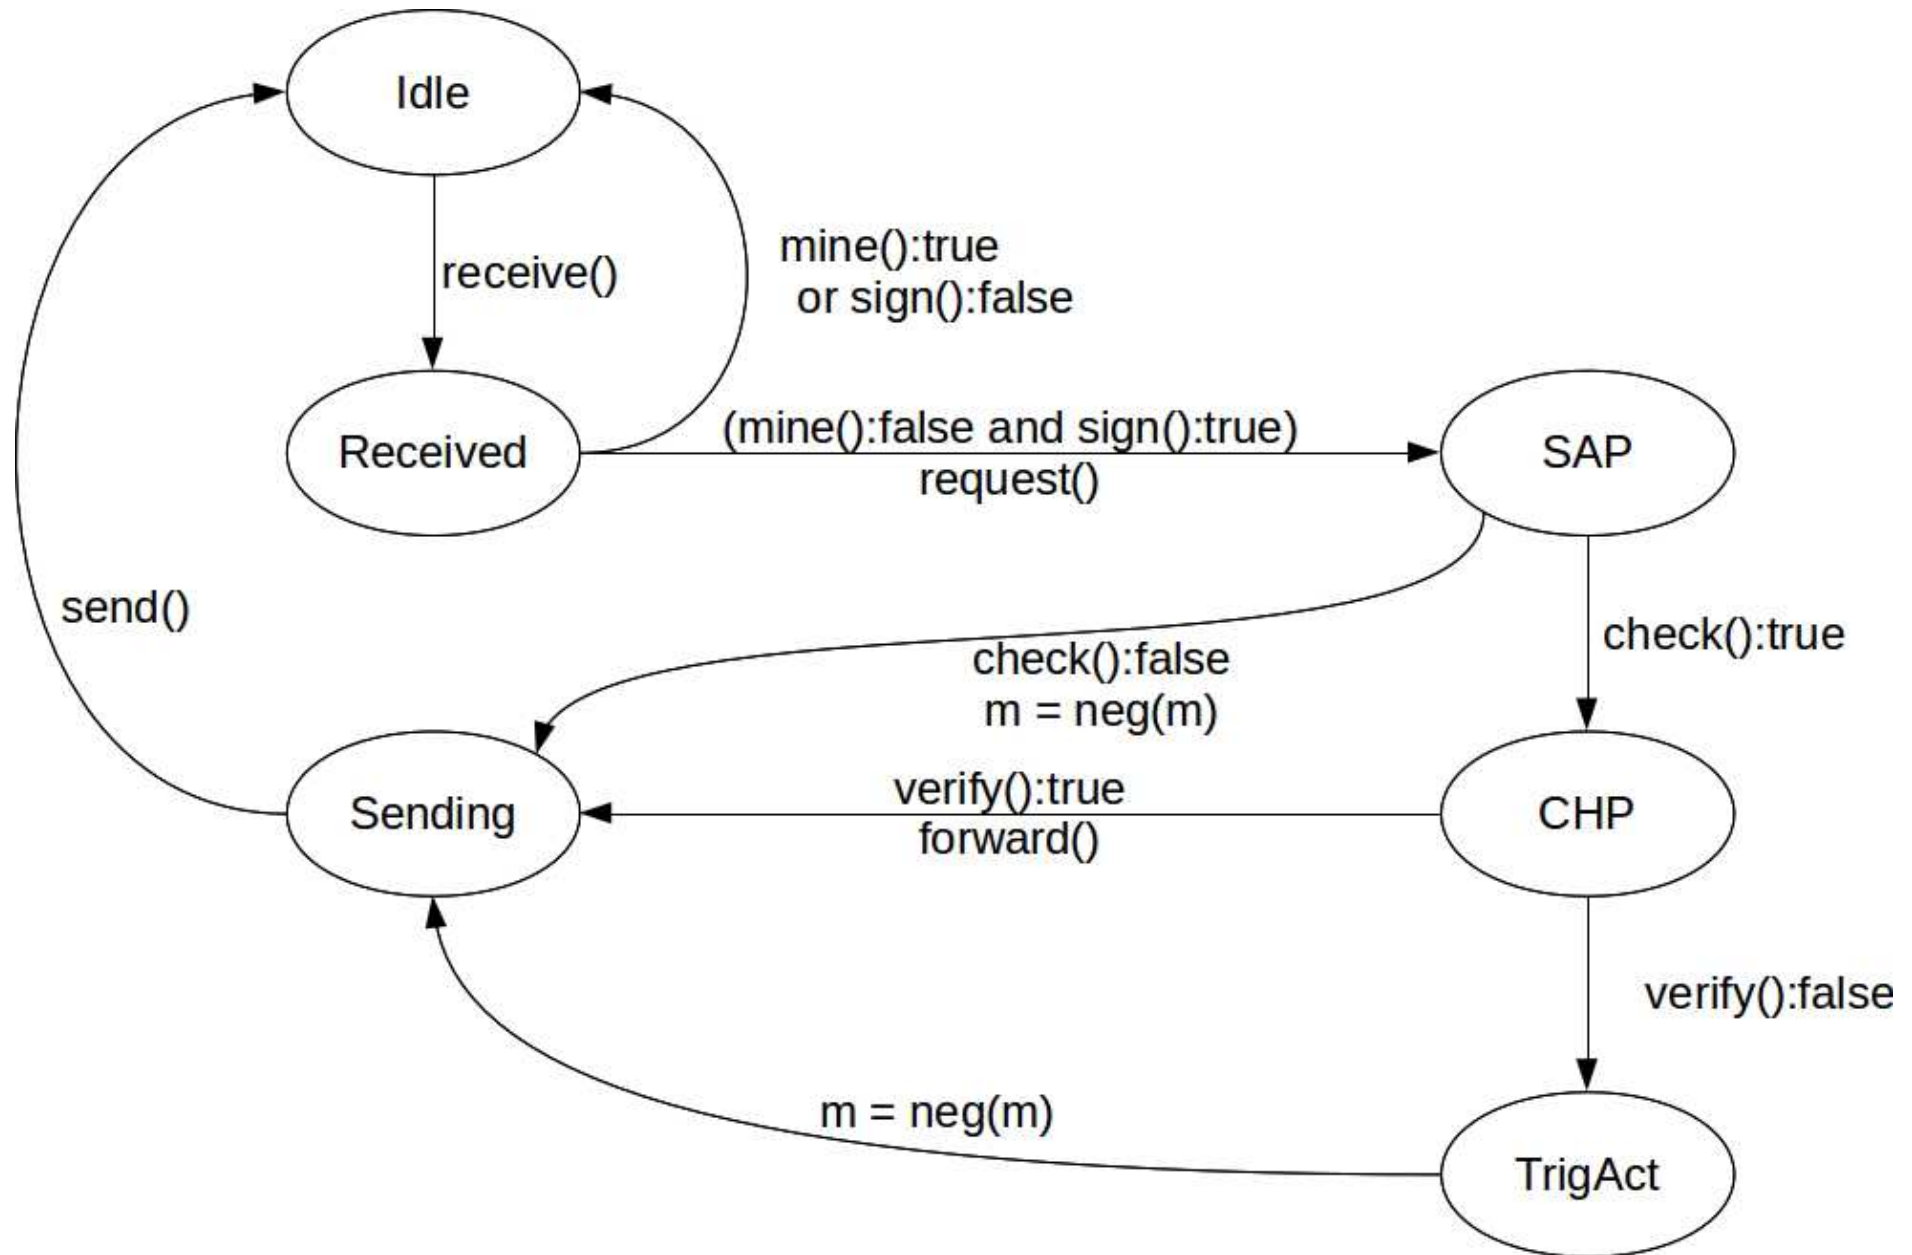 Idle
mine():true
or sign():false
receive()
(mine():false and sign():true)
Received
SAP
request()
send()
check():true
check():false
m = neg(m)
verify():true
Sending
CHP
forward()
verify():false
m = neg(m)
TrigAct